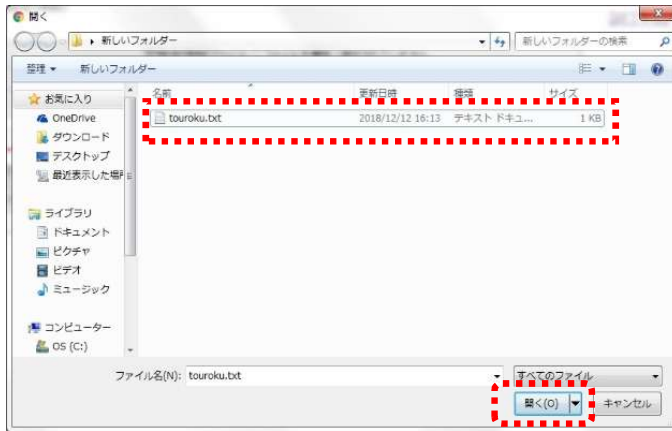 開く
新しいフォルダー
新しいフォルダーの検索
整理 新しいフォルダー
名前 更新日時 種類 サイズ
touroku.txt 2018/12/12 16:13 テキスト ドキュ... 1 KB
お気に入り
OneDrive
ダウンロード
デスクトップ
最近表示した場所
ライブラリ
ドキュメント
ピクチャ
ビデオ
ミュージック
コンピューター
OS (C:)
ファイル名(N): touroku.txt
すべてのファイル
開く(O) キャンセル